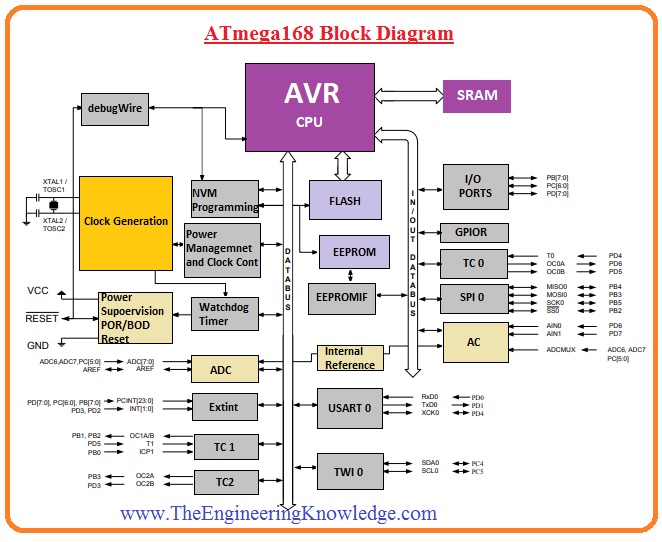 ATmega168 Block Diagram
AVR
CPU
SRAM
debugWire
NVM
Programming
FLASH
I/O
PORTS
PB[7:0]
PC[6:0]
PD[7:0]
XTAL1 /
TOSC1
XTAL2 /
TOSC2
Clock Generation
Power
Managemnet
and Clock Cont
EEPROM
EEPROMIF
DATABUS
IN/OUT DATABUS
GPIOR
TC 0
T0
OC0A
OC0B
PD4
PD6
PD5
SPI 0
MISO0
MOSI0
SCK0
SS0
PB4
PB3
PB5
PB2
VCC
RESET
GND
Power
Supoervision
POR/BOD
Reset
Watchdog
Timer
AC
AIN0
AIN1
ADCMUX
PD6
PD7
ADC6, ADC7
PC[5:0]
ADC6,ADC7,PC[5:0]
AREF
ADC[7:0]
AREF
ADC
Internal
Reference
PD[7:0], PC[6:0], PB[7:0]
PD3, PD2
PCINT[23:0]
INT[1:0]
Extint
USART 0
RxD0
TxD0
XCK0
PD0
PD1
PD4
PB1, PB2
PD5
PB0
OC1A/B
T1
ICP1
TC 1
TWI 0
SDA0
SCL0
PC4
PC5
PB3
PD3
OC2A
OC2B
TC2
www.TheEngineeringKnowledge.com